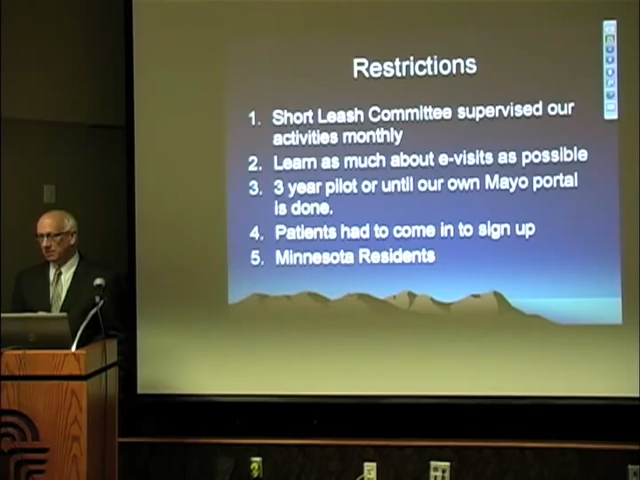 Restrictions
1. Short Leash Committee supervised our
activities monthly
2. Learn as much about e-visits as possible
3. 3 year pilot or until our own Mayo portal
is done.
4. Patients had to come in to sign up
5. Minnesota Residents